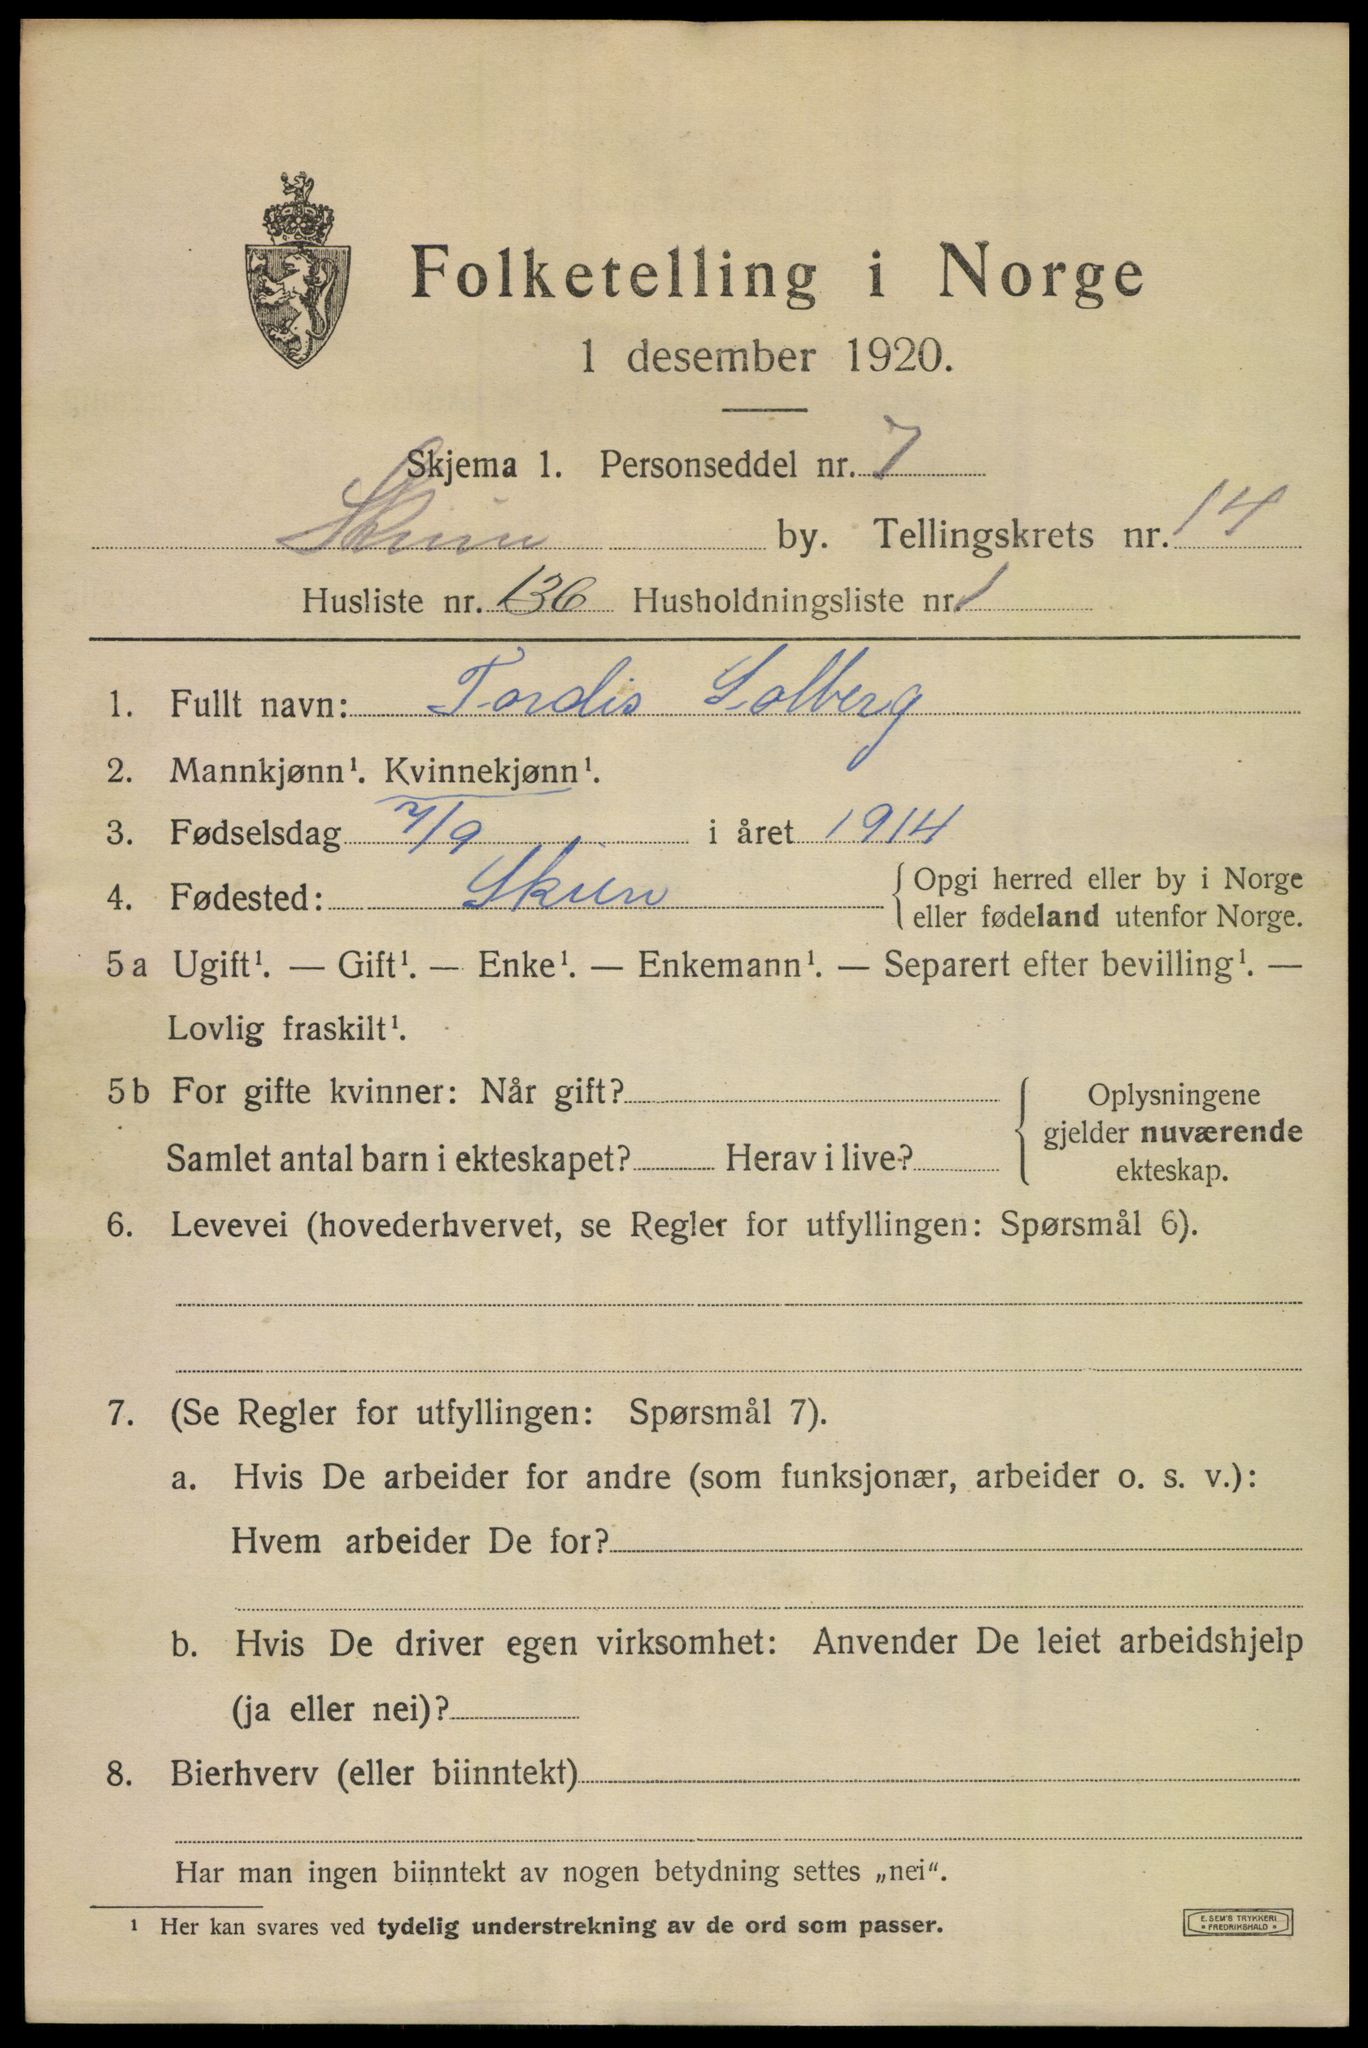 Folketelling i Norge
1 desember 1920.
Skjema 1. Personseddel nr. 7
Skien by. Tellingskrets nr. 14
Husliste nr. 136 Husholdningsliste nr. 1
1. Fullt navn: Tordis Solberg
2. Mannkjønn¹. Kvinnekjønn¹.
3. Fødselsdag 7/9 i året 1914
4. Fødested: Skien { Opgi herred eller by i Norge
eller fødeland utenfor Norge.
5 a Ugift¹. — Gift¹. — Enke¹. — Enkemann¹. — Separert efter bevilling¹. —
Lovlig fraskilt¹.
5 b For gifte kvinner: Når gift? { Oplysningene
gjelder nuværende
Samlet antal barn i ekteskapet? Herav i live?
ekteskap.
6. Levevei (hovederhvervet, se Regler for utfyllingen: Spørsmål 6).
7. (Se Regler for utfyllingen: Spørsmål 7).
a. Hvis De arbeider for andre (som funksjonær, arbeider o. s. v.):
Hvem arbeider De for?
b. Hvis De driver egen virksomhet: Anvender De leiet arbeidshjelp
(ja eller nei)?
8. Bierhverv (eller biinntekt)
Har man ingen biinntekt av nogen betydning settes „nei“.
¹ Her kan svares ved tydelig understrekning av de ord som passer.
E. SEM'S TRYKKERI
* FREDRIKSHALD *